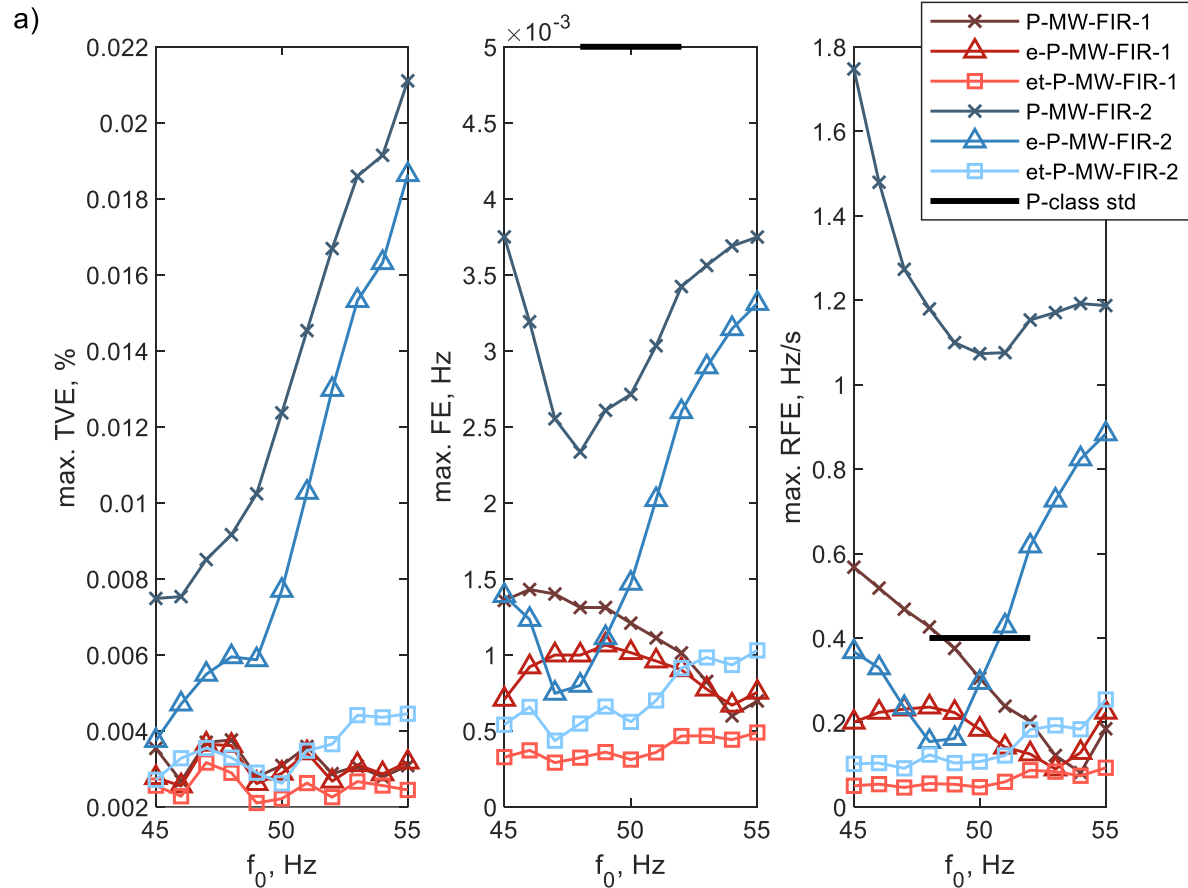 a)
P-MW-FIR-1
e-P-MW-FIR-1
et-P-MW-FIR-1
P-MW-FIR-2
e-P-MW-FIR-2
et-P-MW-FIR-2
P-class std
max. TVE, %
0.022
0.02
0.018
0.016
0.014
0.012
0.01
0.008
0.006
0.004
0.002
45 50 55
f₀, Hz
×10⁻³
max. FE, Hz
5
4.5
4
3.5
3
2.5
2
1.5
1
0.5
0
45 50 55
f₀, Hz
max. RFE, Hz/s
1.8
1.6
1.4
1.2
1
0.8
0.6
0.4
0.2
0
45 50 55
f₀, Hz